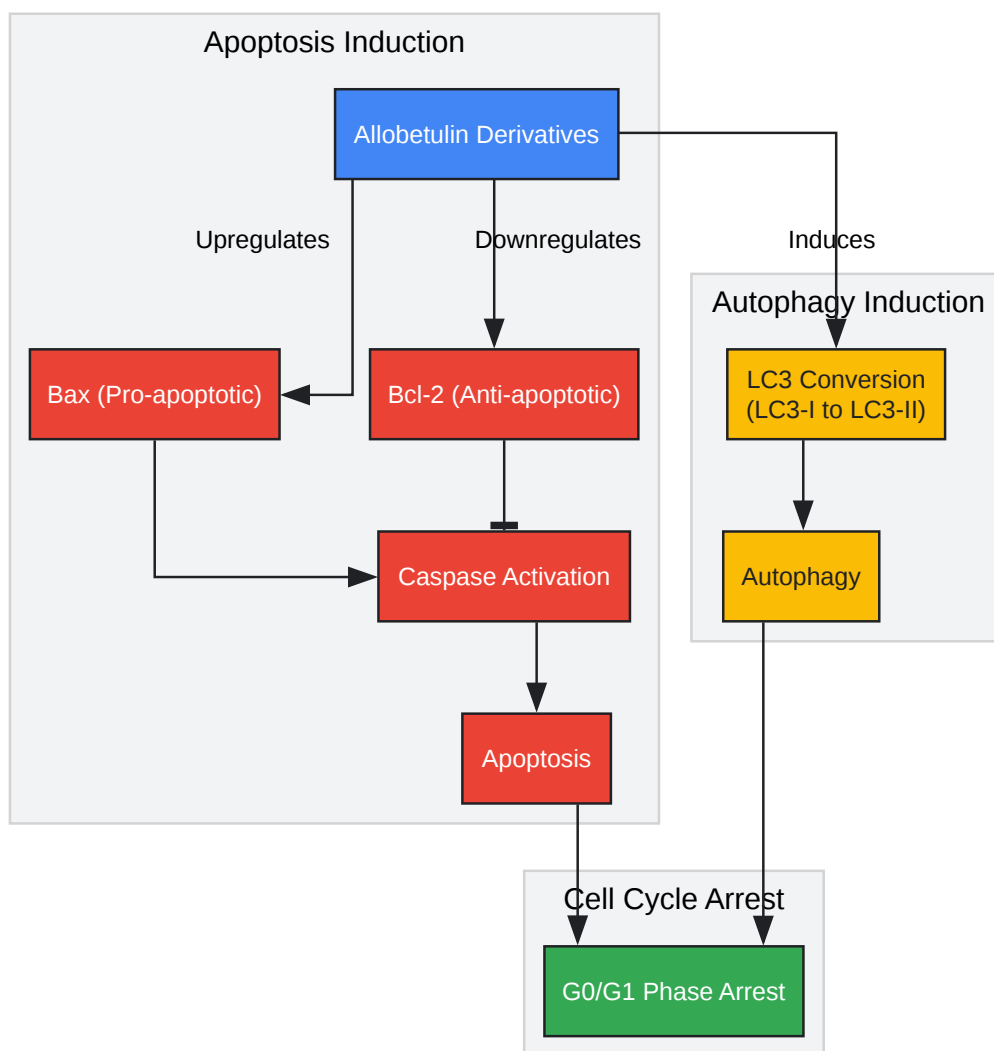 Apoptosis Induction
Allobetulin Derivatives
Upregulates
Downregulates
Induces
Autophagy Induction
Bax (Pro-apoptotic)
Bcl-2 (Anti-apoptotic)
LC3 Conversion
(LC3-I to LC3-II)
Caspase Activation
Autophagy
Apoptosis
Cell Cycle Arrest
G0/G1 Phase Arrest